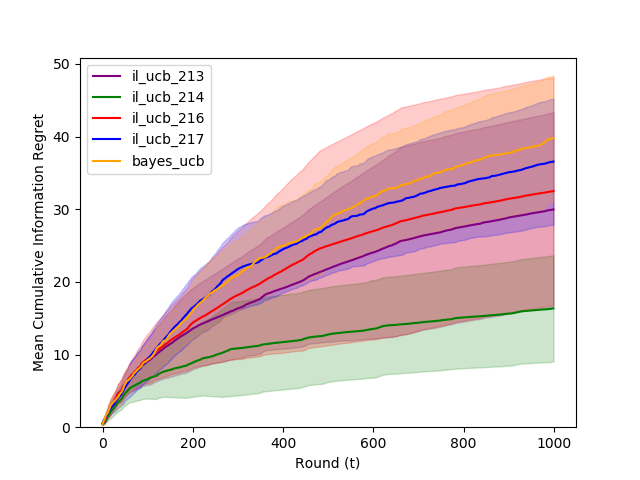 50
40
30
20
10
0
Mean Cumulative Information Regret
il_ucb_213
il_ucb_214
il_ucb_216
il_ucb_217
bayes_ucb
0 200 400 600 800 1000
Round (t)